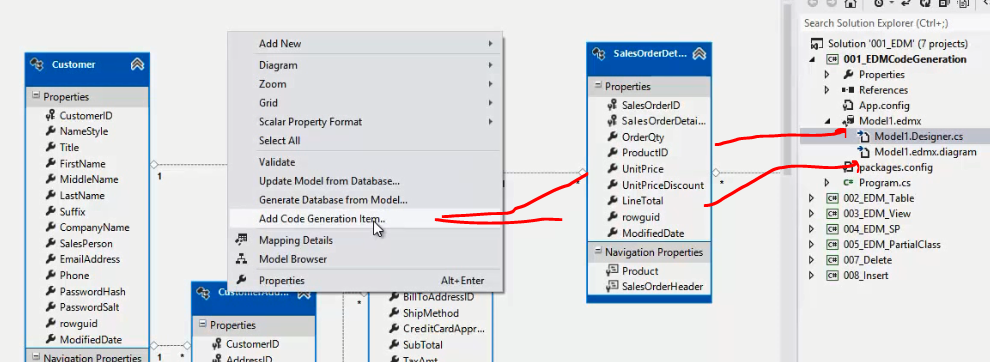 Customer
Properties
CustomerID
NameStyle
Title
FirstName
MiddleName
LastName
Suffix
CompanyName
SalesPerson
EmailAddress
Phone
PasswordHash
PasswordSalt
rowguid
ModifiedDate
Navigation Properties
1
1
*
Add New
Diagram
Zoom
Grid
Scalar Property Format
Select All
Validate
Update Model from Database...
Generate Database from Model...
Add Code Generation Item...
Mapping Details
Model Browser
Properties Alt+Enter
Properties
CustomerID
AddressID
*
BillToAddressID
ShipMethod
CreditCardAppr...
SubTotal
TaxAmt
*
SalesOrderDet...
Properties
SalesOrderID
SalesOrderDetai...
OrderQty
ProductID
UnitPrice
UnitPriceDiscount
LineTotal
rowguid
ModifiedDate
Navigation Properties
Product
SalesOrderHeader
*
Search Solution Explorer (Ctrl+;)
Solution '001_EDM' (7 projects)
001_EDMCodeGeneration
Properties
References
App.config
Model1.edmx
Model1.Designer.cs
Model1.edmx.diagram
packages.config
Program.cs
002_EDM_Table
003_EDM_View
004_EDM_SP
005_EDM_PartialClass
007_Delete
008_Insert